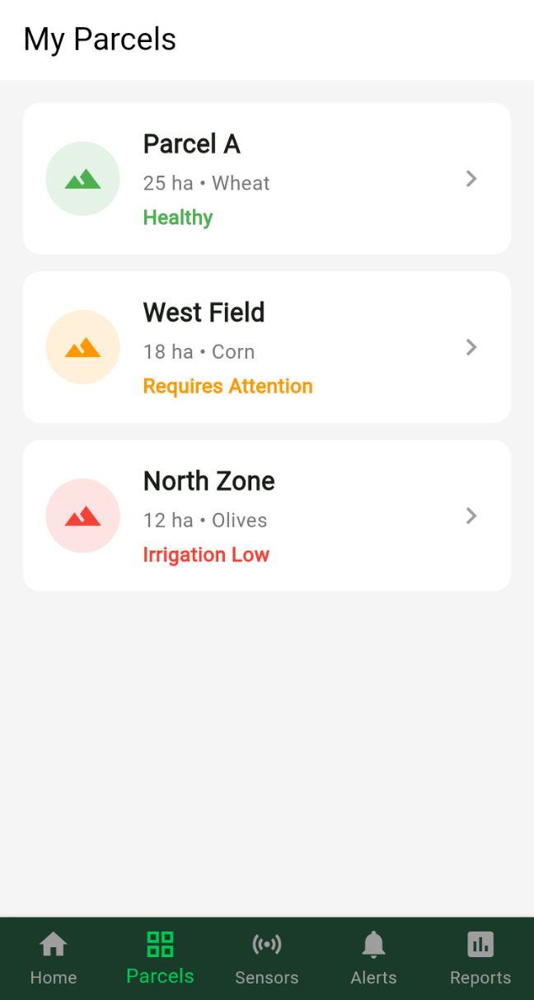 My Parcels
Parcel A
25 ha • Wheat
Healthy
West Field
18 ha • Corn
Requires Attention
North Zone
12 ha • Olives
Irrigation Low
Home
Parcels
Sensors
Alerts
Reports